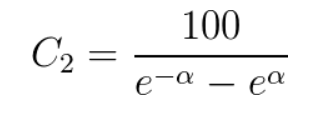 C₂ = 100 / (e^{-α} - e^{α})